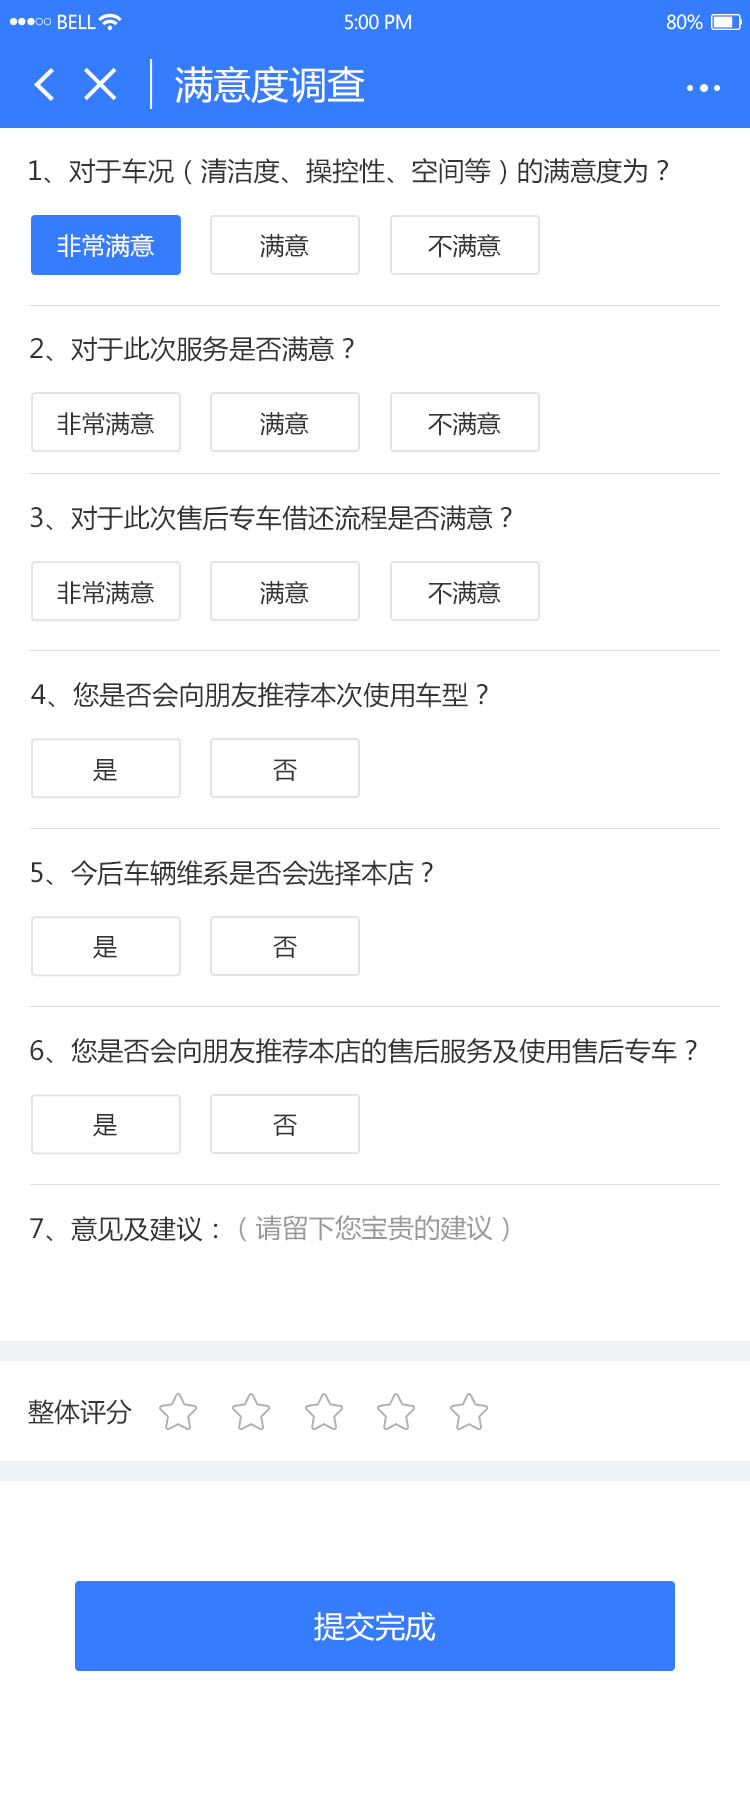 BELL 5:00 PM 80%
满意度调查
1、对于车况（清洁度、操控性、空间等）的满意度为？
非常满意 满意 不满意
2、对于此次服务是否满意？
非常满意 满意 不满意
3、对于此次售后专车借还流程是否满意？
非常满意 满意 不满意
4、您是否会向朋友推荐本次使用车型？
是 否
5、今后车辆维系是否会选择本店？
是 否
6、您是否会向朋友推荐本店的售后服务及使用售后专车？
是 否
7、意见及建议：（请留下您宝贵的建议）
整体评分
提交完成